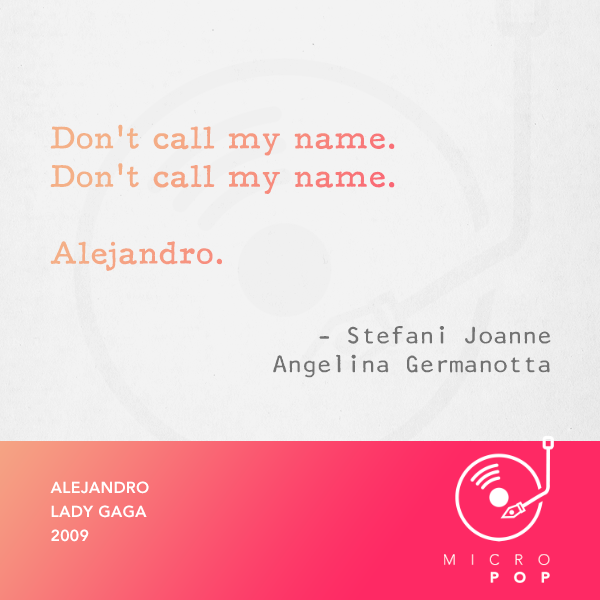 Don't call my name.
Don't call my name.
Alejandro.
- Stefani Joanne
Angelina Germanotta
ALEJANDRO
LADY GAGA
2009
MICRO
POP